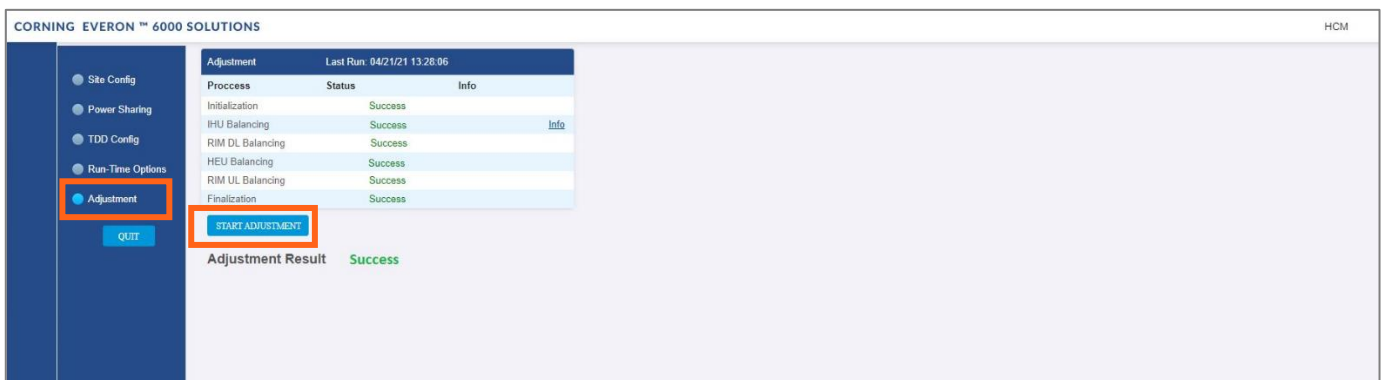 CORNING EVERON ™ 6000 SOLUTIONS
HCM
Site Config
Power Sharing
TDD Config
Run-Time Options
Adjustment
QUIT
Adjustment Last Run: 04/21/21 13:28:06
Proccess Status Info
Initialization Success
IHU Balancing Success Info
RIM DL Balancing Success
HEU Balancing Success
RIM UL Balancing Success
Finalization Success
START ADJUSTMENT
Adjustment Result Success